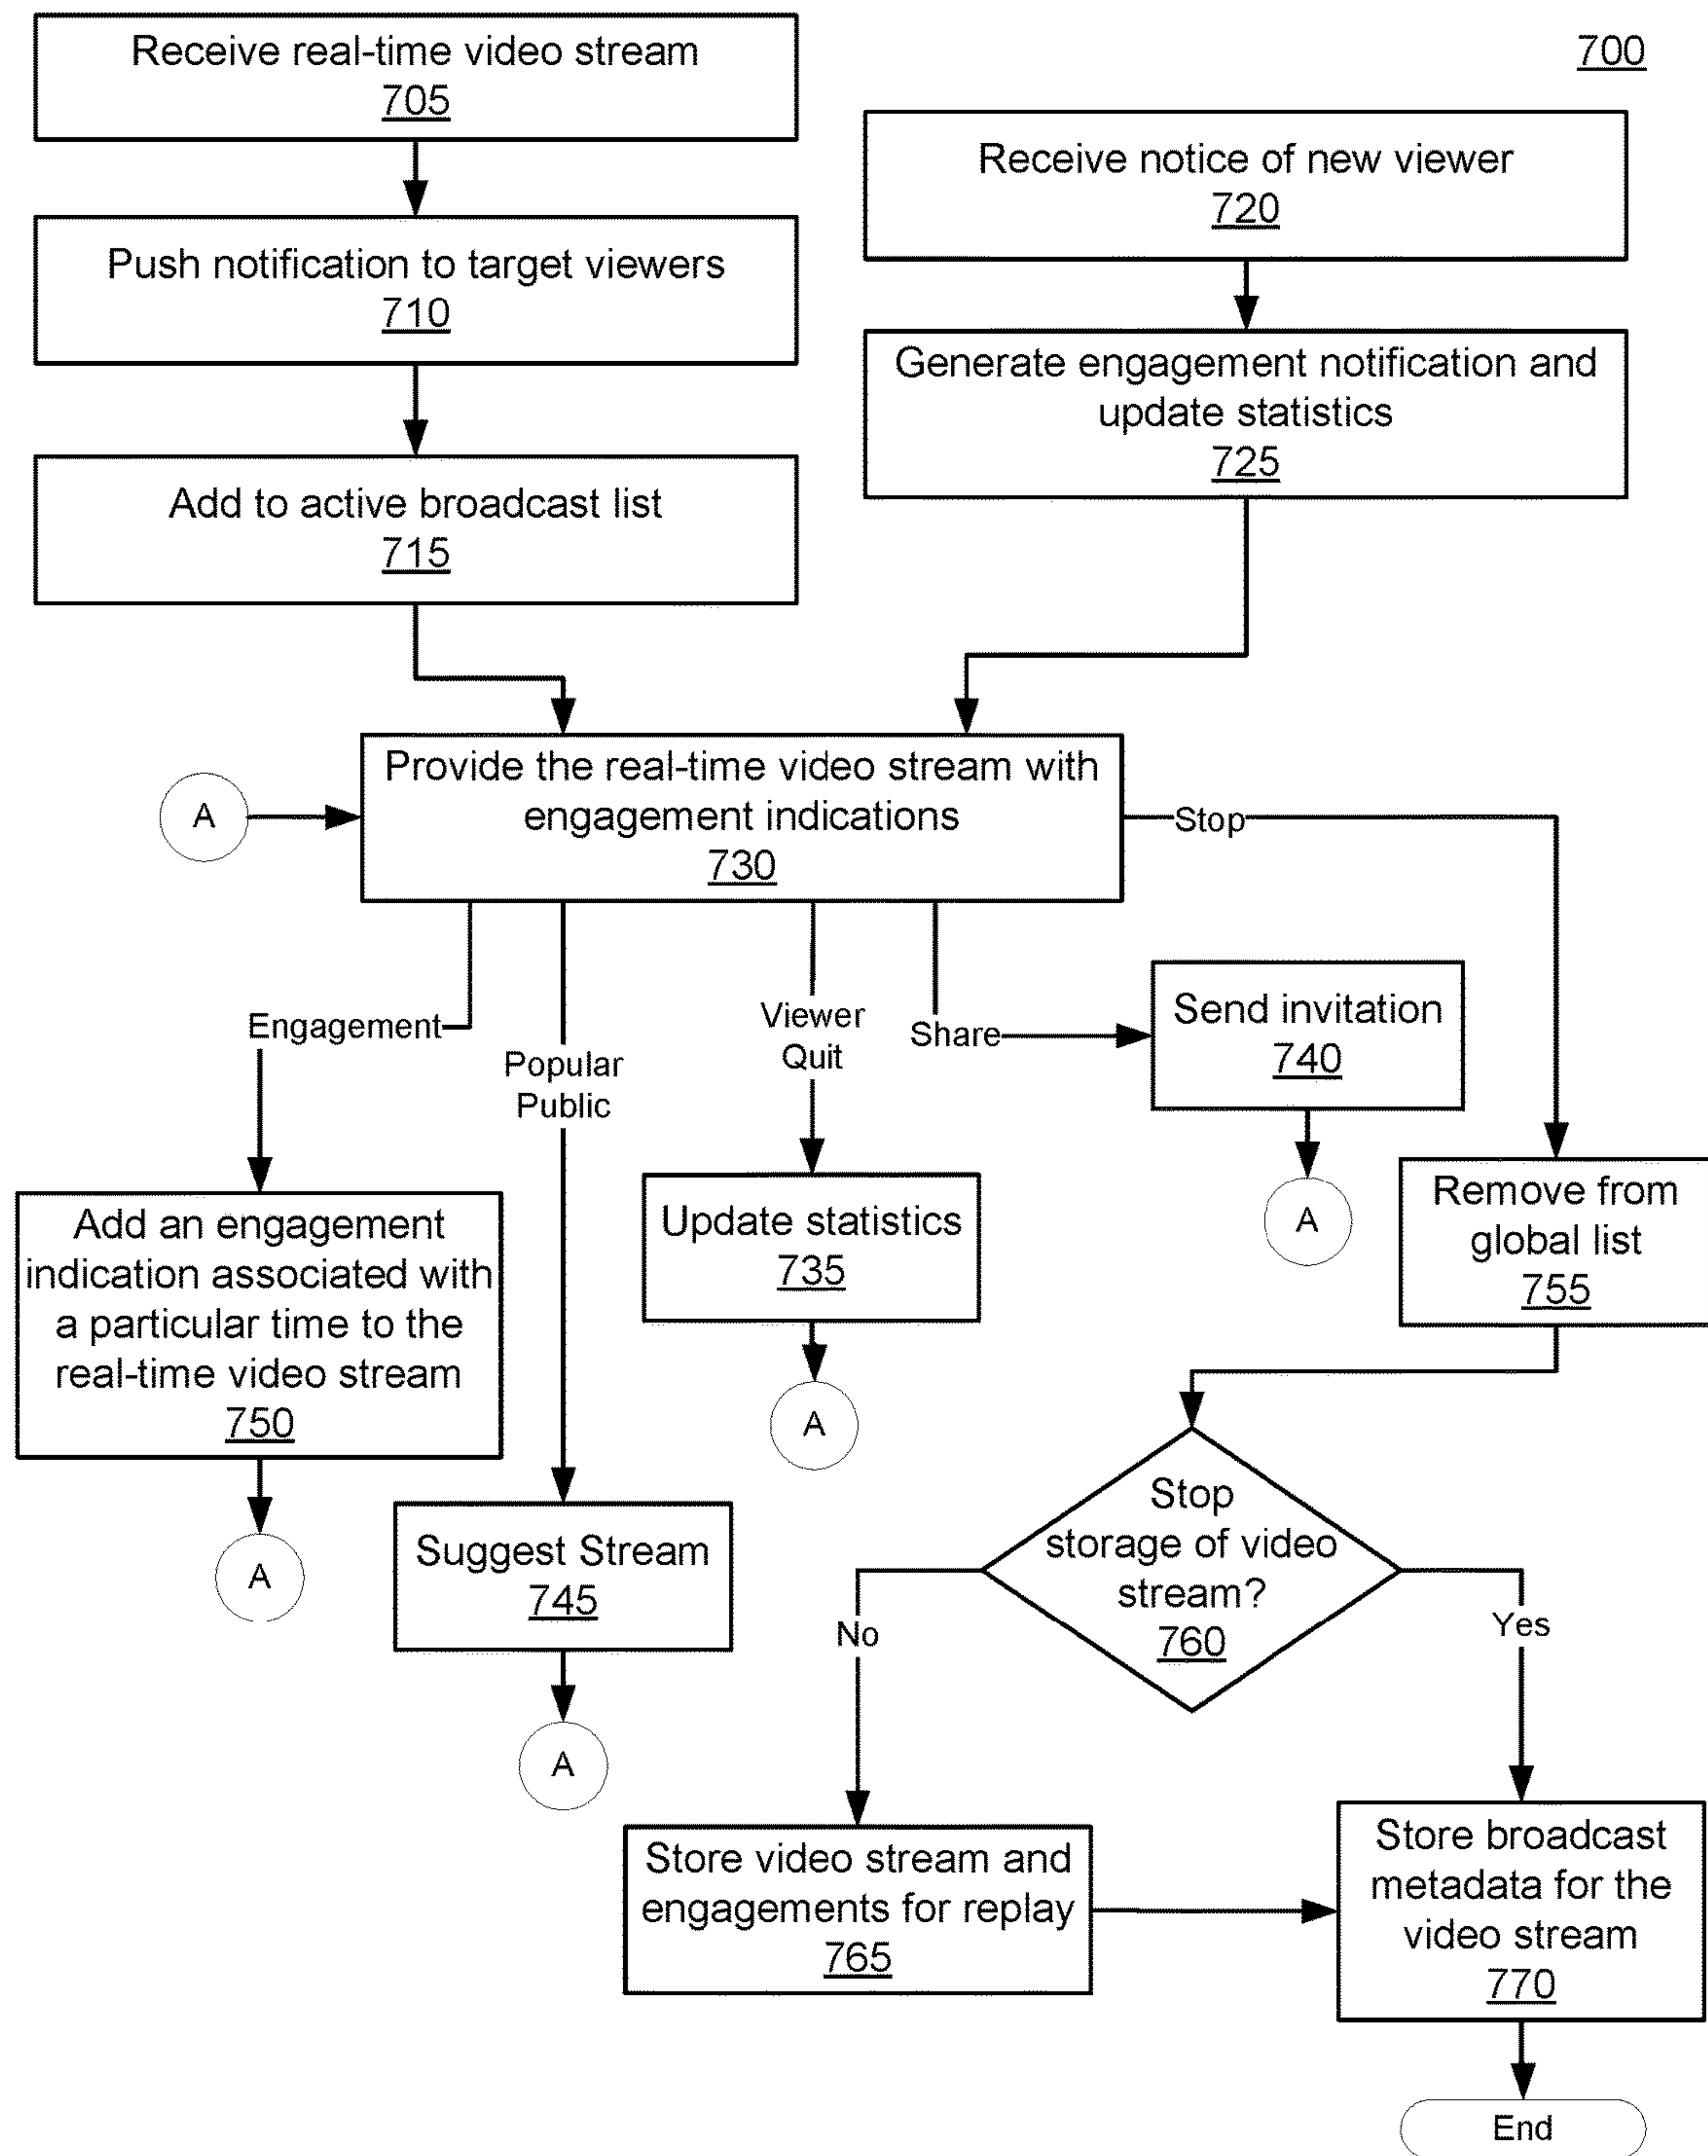 Receive real-time video stream
705
700
Receive notice of new viewer
720
Push notification to target viewers
710
Generate engagement notification and
update statistics
725
Add to active broadcast list
715
A
Provide the real-time video stream with
engagement indications
730
Stop
Engagement
Popular
Public
Viewer
Quit
Share
Send invitation
740
A
Add an engagement
indication associated with
a particular time to the
real-time video stream
750
A
Suggest Stream
745
A
Update statistics
735
A
Remove from
global list
755
Stop
storage of video
stream?
760
No
Yes
Store video stream and
engagements for replay
765
Store broadcast
metadata for the
video stream
770
End